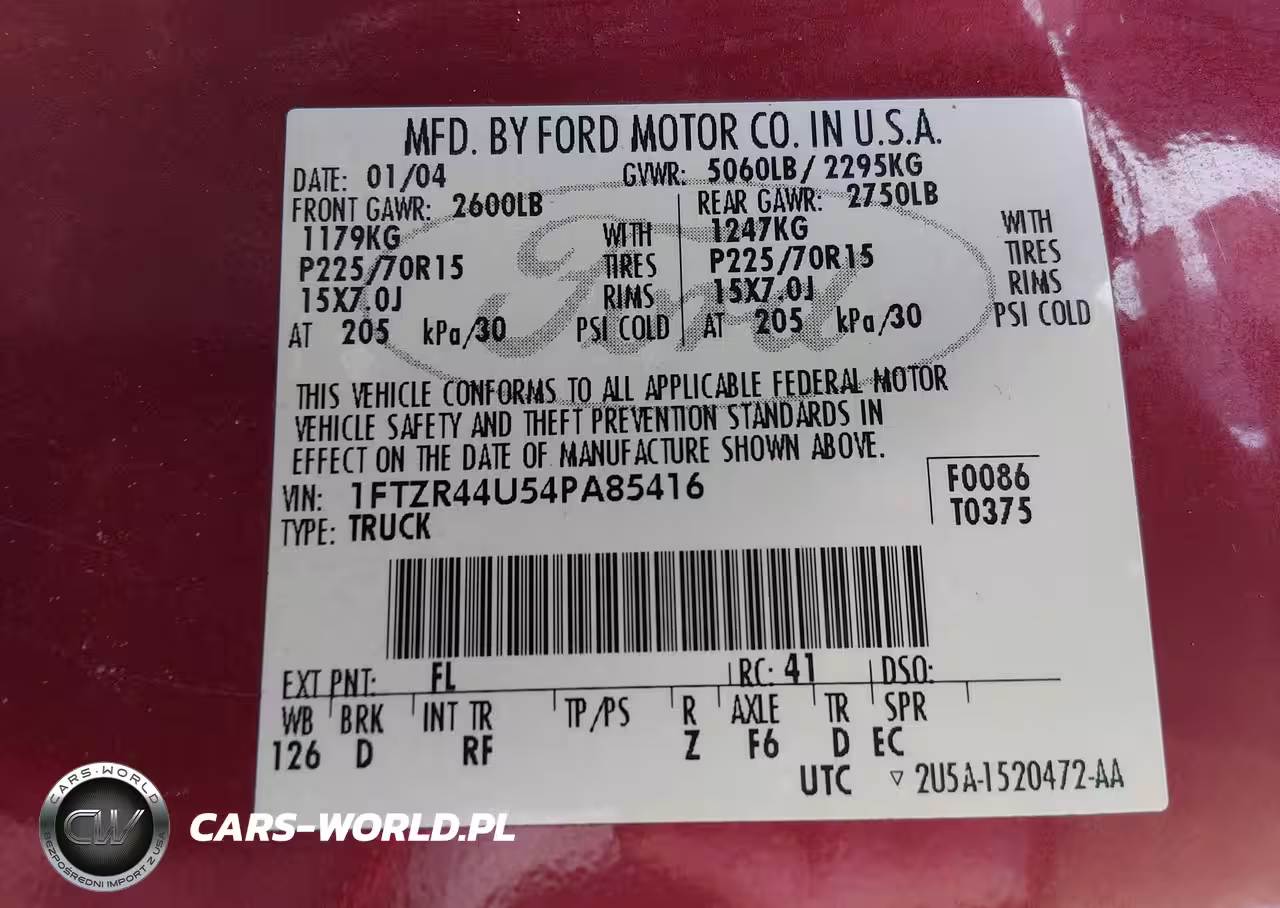 MFD. BY FORD MOTOR CO. IN U.S.A.
DATE: 01/04 GVWR: 5060LB / 2295KG
FRONT GAWR: 2600LB REAR GAWR: 2750LB
1179KG WITH 1247KG WITH
P225/70R15 TIRES P225/70R15 TIRES
15X7.0J RIMS 15X7.0J RIMS
AT 205 kPa/30 PSI COLD AT 205 kPa/30 PSI COLD
Ford
THIS VEHICLE CONFORMS TO ALL APPLICABLE FEDERAL MOTOR
VEHICLE SAFETY AND THEFT PREVENTION STANDARDS IN
EFFECT ON THE DATE OF MANUFACTURE SHOWN ABOVE.
VIN: 1FTZR44U54PA85416 F0086
TYPE: TRUCK T0375
EXT PNT: FL RC: 41 DSO:
WB BRK INT TR TP/PS R AXLE TR SPR
126 D RF Z F6 D EC
UTC ▽ 2U5A-1520472-AA
CARS-WORLD
CW
BEZPOŚREDNI IMPORT Z USA
CARS-WORLD.PL